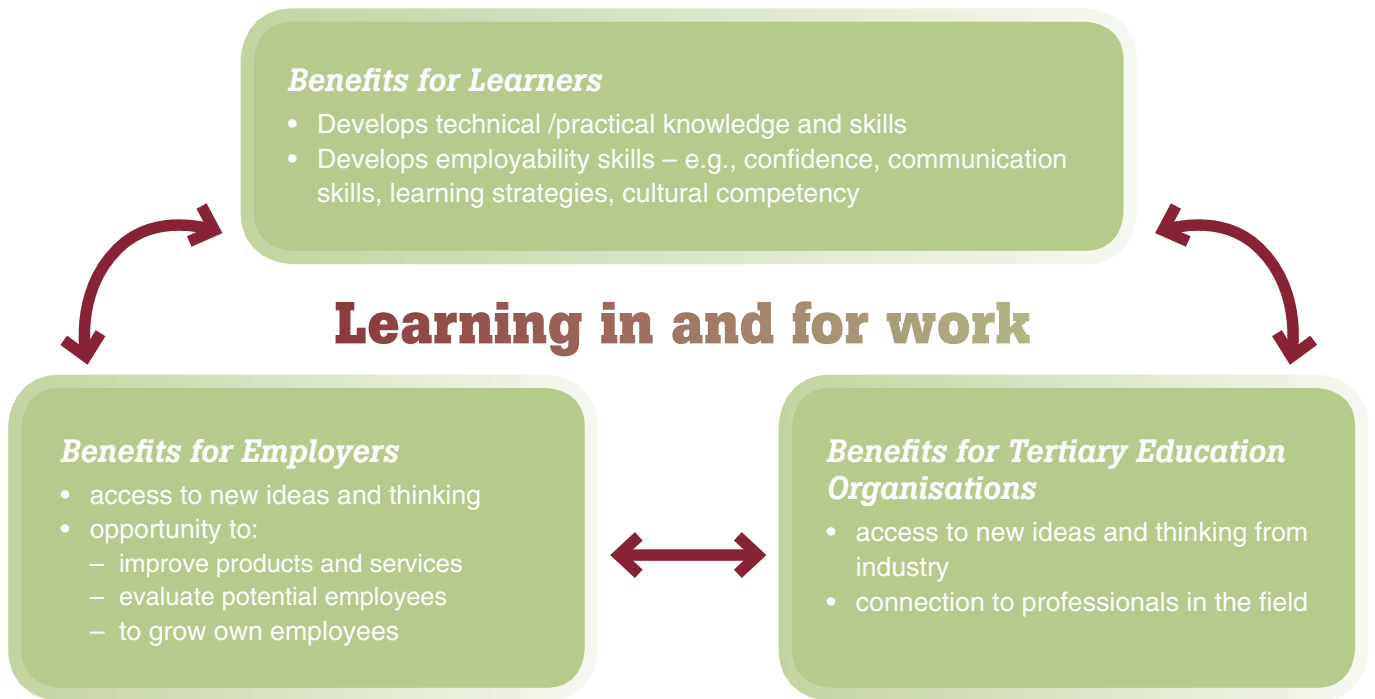 Benefits for Learners
• Develops technical /practical knowledge and skills
• Develops employability skills – e.g., confidence, communication
skills, learning strategies, cultural competency
Learning in and for work
Benefits for Employers
• access to new ideas and thinking
• opportunity to:
– improve products and services
– evaluate potential employees
– to grow own employees
Benefits for Tertiary Education
Organisations
• access to new ideas and thinking from
industry
• connection to professionals in the field